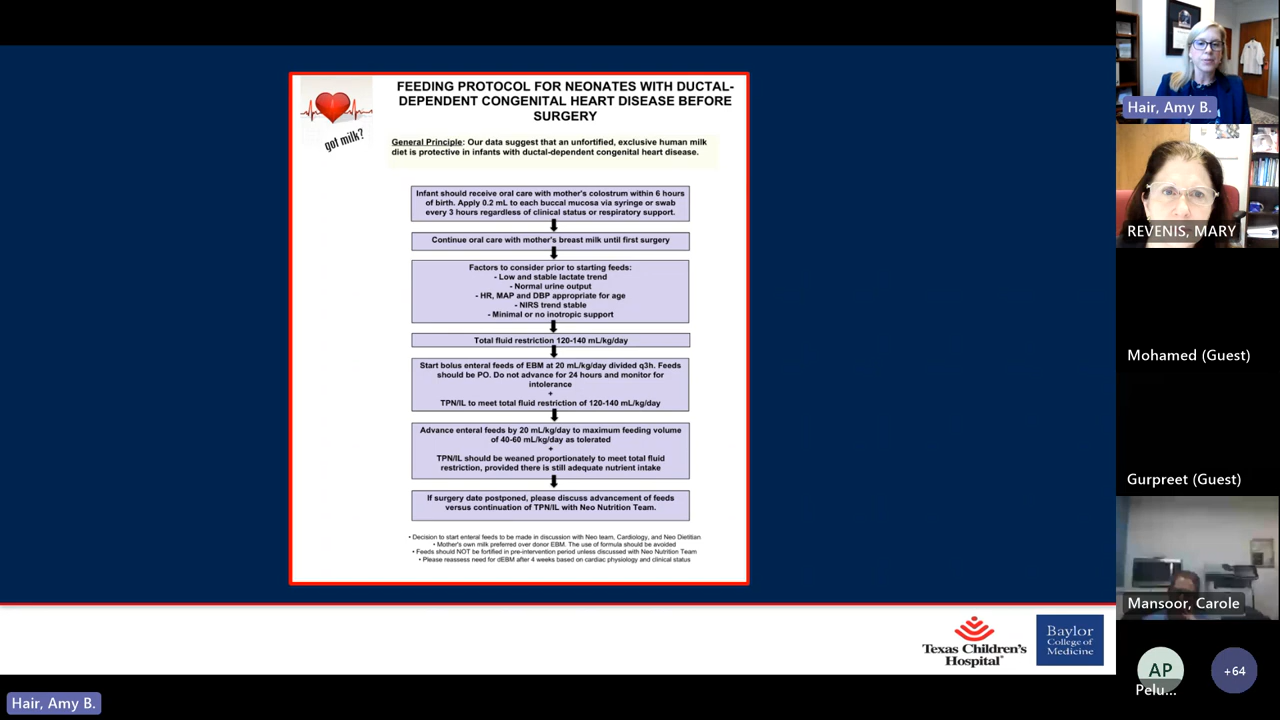 FEEDING PROTOCOL FOR NEONATES WITH DUCTAL-
DEPENDENT CONGENITAL HEART DISEASE BEFORE
SURGERY
got milk?
General Principle: Our data suggest that an unfortified, exclusive human milk
diet is protective in infants with ductal-dependent congenital heart disease.
Infant should receive oral care with mother's colostrum within 6 hours
of birth. Apply 0.2 mL to each buccal mucosa via syringe or swab
every 3 hours regardless of clinical status or respiratory support.
Continue oral care with mother's breast milk until first surgery
Factors to consider prior to starting feeds:
- Low and stable lactate trend
- Normal urine output
- HR, MAP and DBP appropriate for age
- NIRS trend stable
- Minimal or no inotropic support
Total fluid restriction 120-140 mL/kg/day
Start bolus enteral feeds of EBM at 20 mL/kg/day divided q3h. Feeds
should be PO. Do not advance for 24 hours and monitor for
intolerance
+
TPN/IL to meet total fluid restriction of 120-140 mL/kg/day
Advance enteral feeds by 20 mL/kg/day to maximum feeding volume
of 40-60 mL/kg/day as tolerated
+
TPN/IL should be weaned proportionately to meet total fluid
restriction, provided there is still adequate nutrient intake
If surgery date postponed, please discuss advancement of feeds
versus continuation of TPN/IL with Neo Nutrition Team.
• Decision to start enteral feeds to be made in discussion with Neo team, Cardiology, and Neo Dietitian
• Mother's own milk preferred over donor EBM. The use of formula should be avoided
• Feeds should NOT be fortified in pre-intervention period unless discussed with Neo Nutrition Team
• Please reassess need for dEBM after 4 weeks based on cardiac physiology and clinical status
Texas Children's
Hospital
Baylor
College of
Medicine
Hair, Amy B.
Hair, Amy B.
REVENIS, MARY
Mohamed (Guest)
Gurpreet (Guest)
Mansoor, Carole
AP
Pelu...
+64